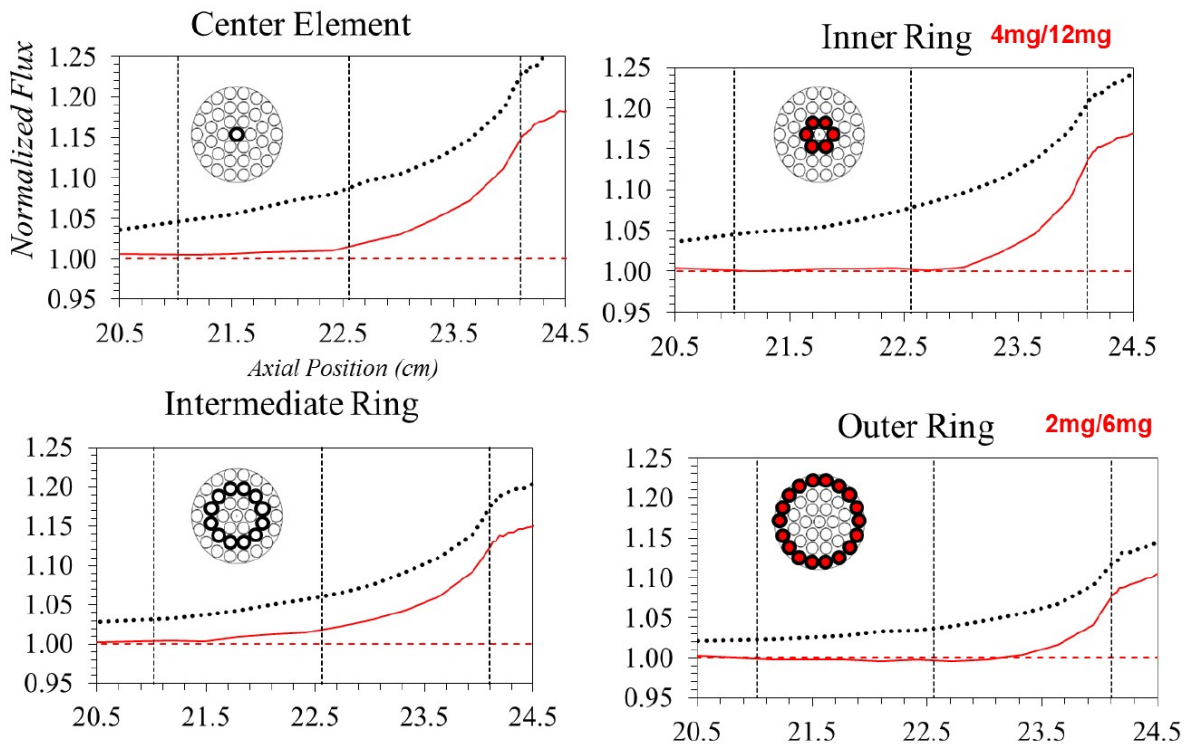 Center Element
Normalized Flux
1.25
1.20
1.15
1.10
1.05
1.00
0.95
20.5 21.5 22.5 23.5 24.5
Axial Position (cm)
Inner Ring 4mg/12mg
1.25
1.20
1.15
1.10
1.05
1.00
0.95
20.5 21.5 22.5 23.5 24.5
Intermediate Ring
1.25
1.20
1.15
1.10
1.05
1.00
0.95
20.5 21.5 22.5 23.5 24.5
Outer Ring 2mg/6mg
1.25
1.20
1.15
1.10
1.05
1.00
0.95
20.5 21.5 22.5 23.5 24.5